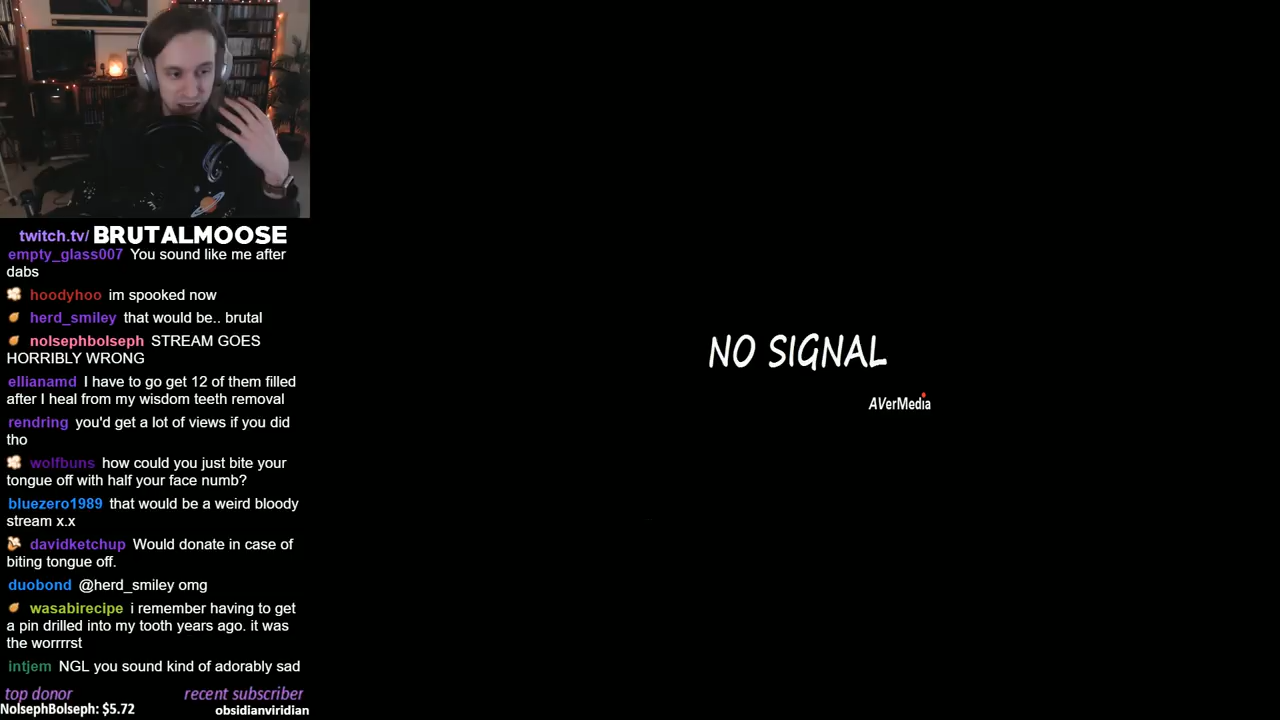 twitch.tv/ BRUTALMOOSE
empty_glass007 You sound like me after
dabs
hoodyhoo im spooked now
herd_smiley that would be.. brutal
nolsephbolseph STREAM GOES
HORRIBLY WRONG
ellianamd I have to go get 12 of them filled
after I heal from my wisdom teeth removal
rendring you'd get a lot of views if you did
tho
wolfbuns how could you just bite your
tongue off with half your face numb?
bluezero1989 that would be a weird bloody
stream x.x
davidketchup Would donate in case of
biting tongue off.
duobond @herd_smiley omg
wasabirecipe i remember having to get
a pin drilled into my tooth years ago. it was
the worrrrst
intjem NGL you sound kind of adorably sad
top donor recent subscriber
NolsephBolseph: $5.72 obsidianviridian
NO SIGNAL
AVerMedia